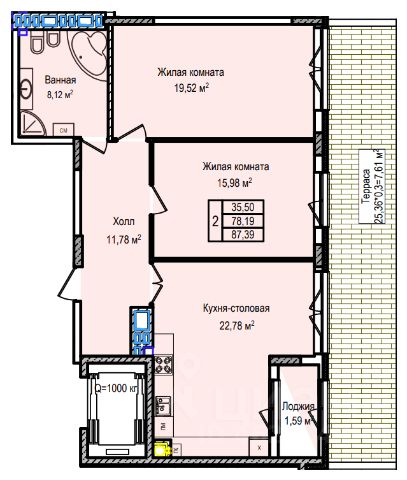 Ванная
8,12 м²
Жилая комната
19,52 м²
СМ
Жилая комната
15,98 м²
2
35.50
78.19
87.39
Холл
11,78 м²
Терраса
25,36*0.3=7,61 м²
Кухня-столовая
22,78 м²
Q=1000 кг
Лоджия
1,59 м²
ПМ
ПС
Х